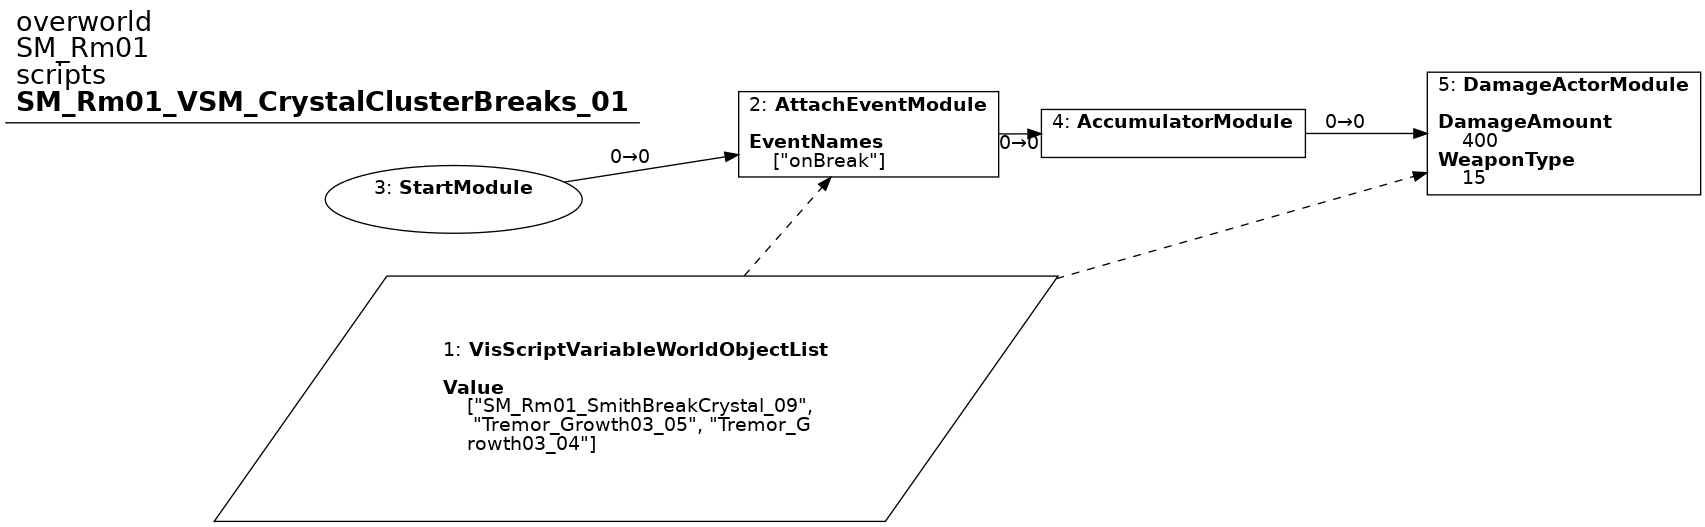 overworld
SM_Rm01
scripts
SM_Rm01_VSM_CrystalClusterBreaks_01
3: StartModule
0→0
2: AttachEventModule
EventNames
["onBreak"]
0→0
4: AccumulatorModule
0→0
5: DamageActorModule
DamageAmount
400
WeaponType
15
1: VisScriptVariableWorldObjectList
Value
["SM_Rm01_SmithBreakCrystal_09",
"Tremor_Growth03_05", "Tremor_G
rowth03_04"]